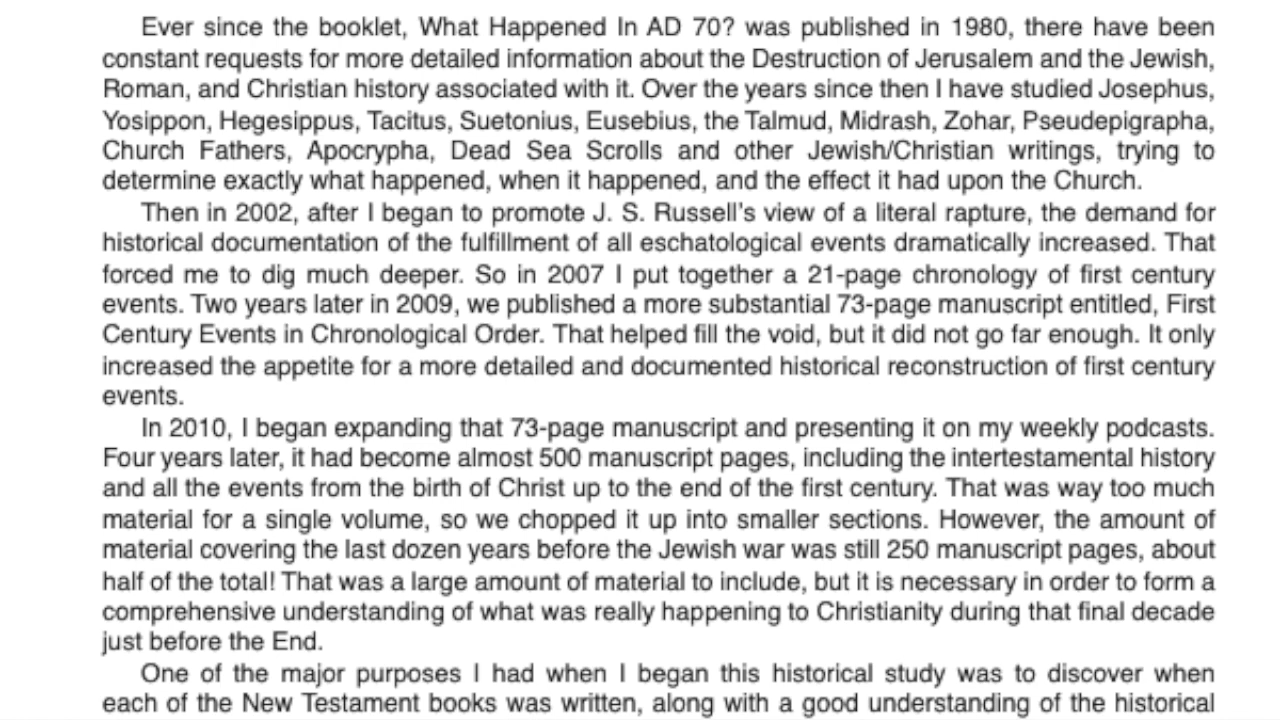 Ever since the booklet, What Happened In AD 70? was published in 1980, there have been
constant requests for more detailed information about the Destruction of Jerusalem and the Jewish,
Roman, and Christian history associated with it. Over the years since then I have studied Josephus,
Yosippon, Hegesippus, Tacitus, Suetonius, Eusebius, the Talmud, Midrash, Zohar, Pseudepigrapha,
Church Fathers, Apocrypha, Dead Sea Scrolls and other Jewish/Christian writings, trying to
determine exactly what happened, when it happened, and the effect it had upon the Church.
Then in 2002, after I began to promote J. S. Russell's view of a literal rapture, the demand for
historical documentation of the fulfillment of all eschatological events dramatically increased. That
forced me to dig much deeper. So in 2007 I put together a 21-page chronology of first century
events. Two years later in 2009, we published a more substantial 73-page manuscript entitled, First
Century Events in Chronological Order. That helped fill the void, but it did not go far enough. It only
increased the appetite for a more detailed and documented historical reconstruction of first century
events.
In 2010, I began expanding that 73-page manuscript and presenting it on my weekly podcasts.
Four years later, it had become almost 500 manuscript pages, including the intertestamental history
and all the events from the birth of Christ up to the end of the first century. That was way too much
material for a single volume, so we chopped it up into smaller sections. However, the amount of
material covering the last dozen years before the Jewish war was still 250 manuscript pages, about
half of the total! That was a large amount of material to include, but it is necessary in order to form a
comprehensive understanding of what was really happening to Christianity during that final decade
just before the End.
One of the major purposes I had when I began this historical study was to discover when
each of the New Testament books was written, along with a good understanding of the historical